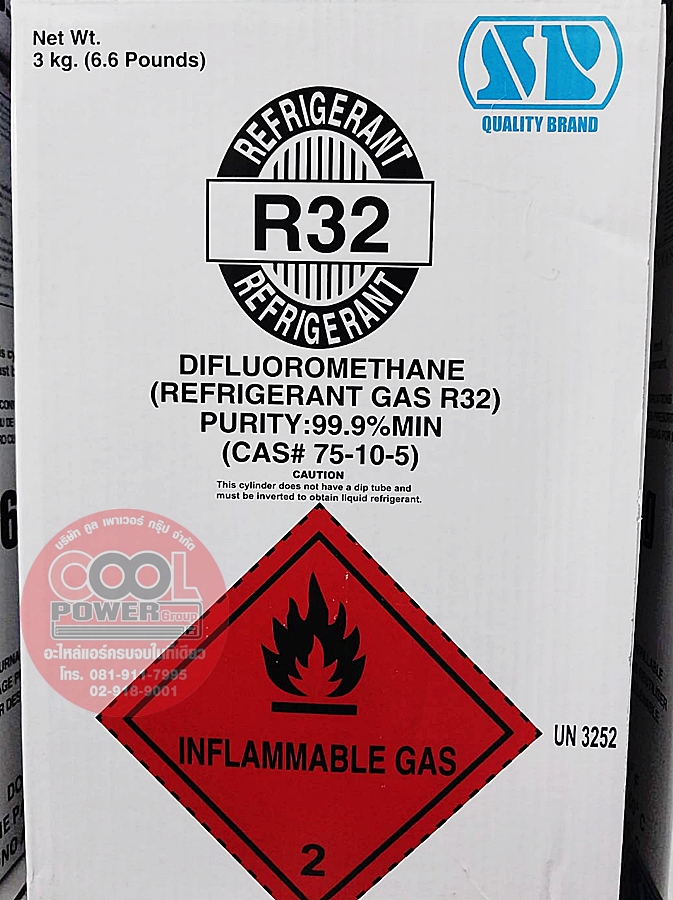 Net Wt.
3 kg. (6.6 Pounds)
SP
QUALITY BRAND
REFRIGERANT
R32
REFRIGERANT
DIFLUOROMETHANE
(REFRIGERANT GAS R32)
PURITY:99.9%MIN
(CAS# 75-10-5)
CAUTION
This cylinder does not have a dip tube and
must be inverted to obtain liquid refrigerant.
บริษัท คูล เพาเวอร์ กรุ๊ป จำกัด
COOL
POWER Group
อะไหล่แอร์ครบจบในที่เดียว
โทร. 081-911-7995
02-918-9001
INFLAMMABLE GAS
2
UN 3252